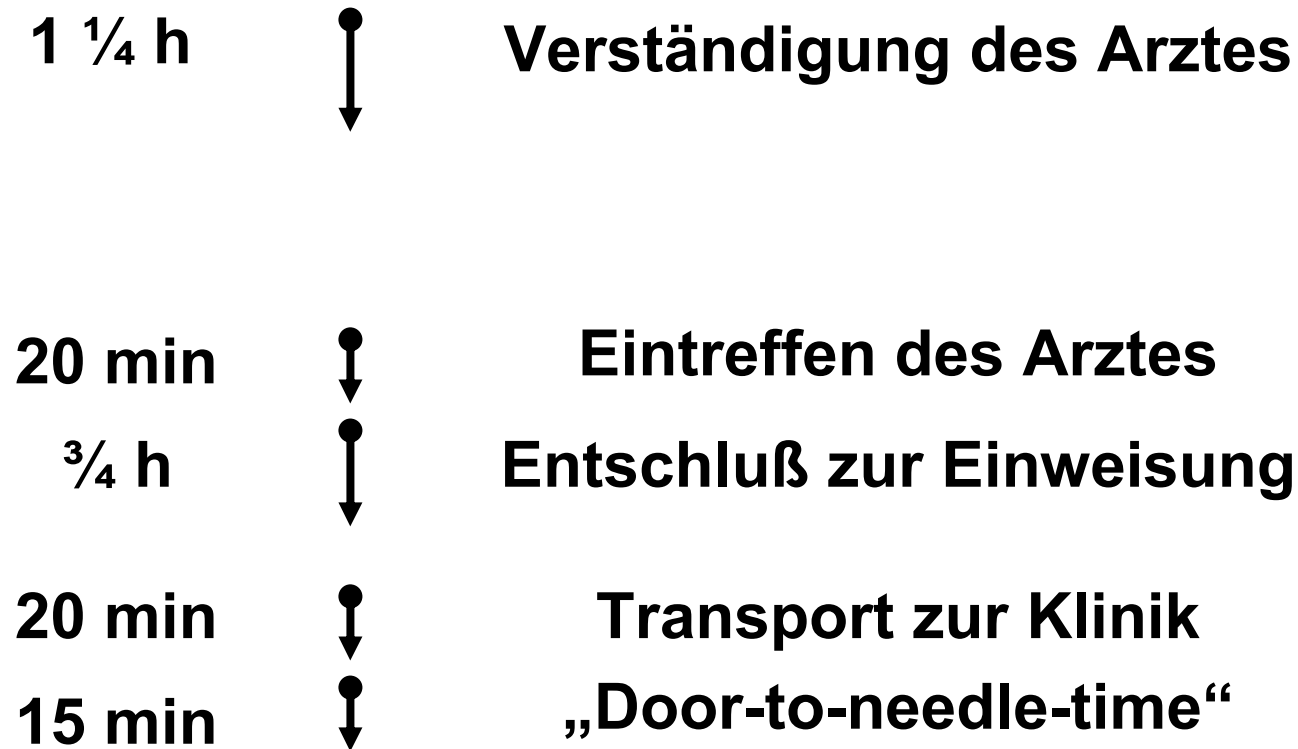 1 ¼ h Verständigung des Arztes
20 min Eintreffen des Arztes
¾ h Entschluß zur Einweisung
20 min Transport zur Klinik
15 min „Door-to-needle-time“